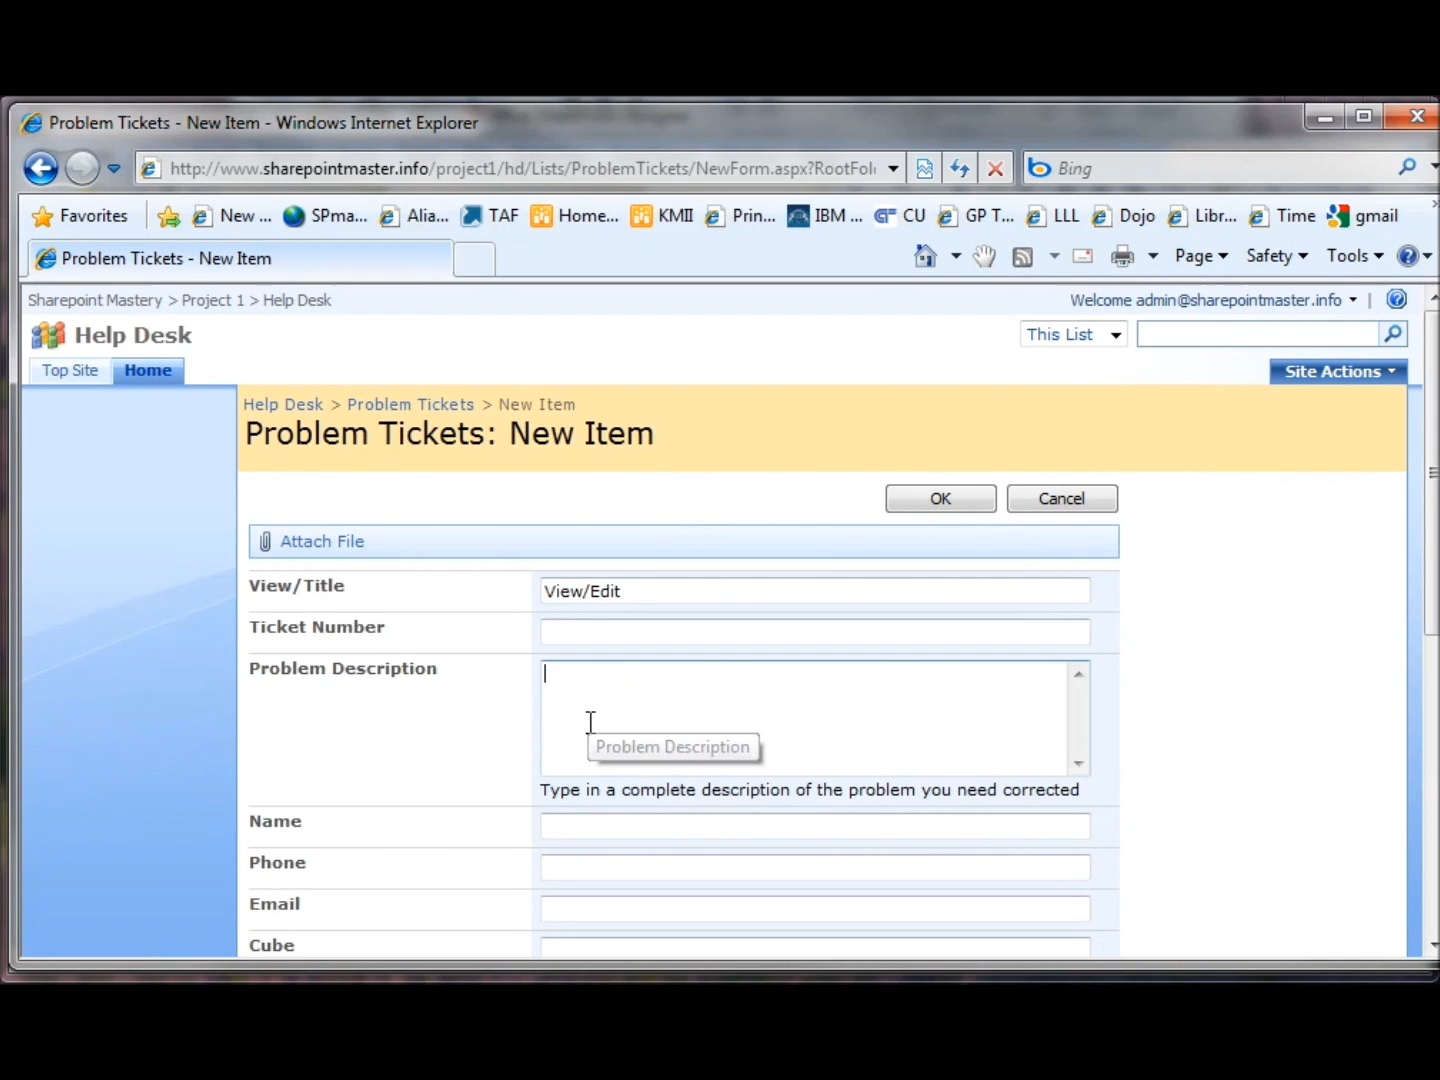 Problem Tickets - New Item - Windows Internet Explorer
http://www.sharepointmaster.info/project1/hd/Lists/ProblemTickets/NewForm.aspx?RootFol
Bing
Favorites New ... SPma... Alia... TAF Home... KMII Prin... IBM ... CU GP T... LLL Dojo Libr... Time gmail
Problem Tickets - New Item
Page Safety Tools
Sharepoint Mastery > Project 1 > Help Desk
Welcome admin@sharepointmaster.info |
Help Desk
This List
Top Site Home
Site Actions
Help Desk > Problem Tickets > New Item
Problem Tickets: New Item
OK Cancel
Attach File
View/Title
View/Edit
Ticket Number
Problem Description
Problem Description
Type in a complete description of the problem you need corrected
Name
Phone
Email
Cube